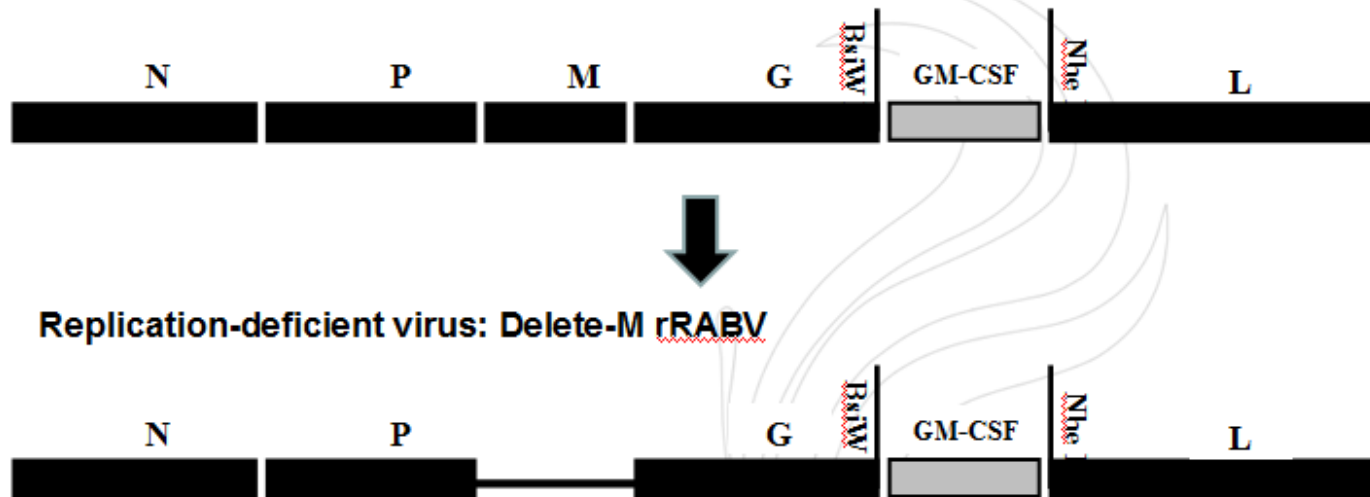 N P M G BsiW GM-CSF Nhe L
Replication-deficient virus: Delete-M rRABV
N P G BsiW GM-CSF Nhe L